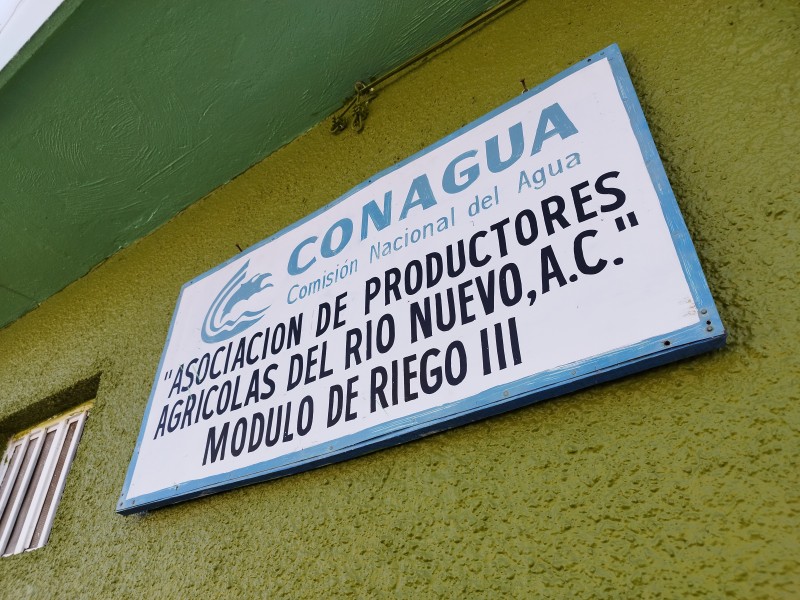 CONAGUA
Comisión Nacional del Agua
"ASOCIACION DE PRODUCTORES
AGRICOLAS DEL RIO NUEVO, A.C."
MODULO DE RIEGO III